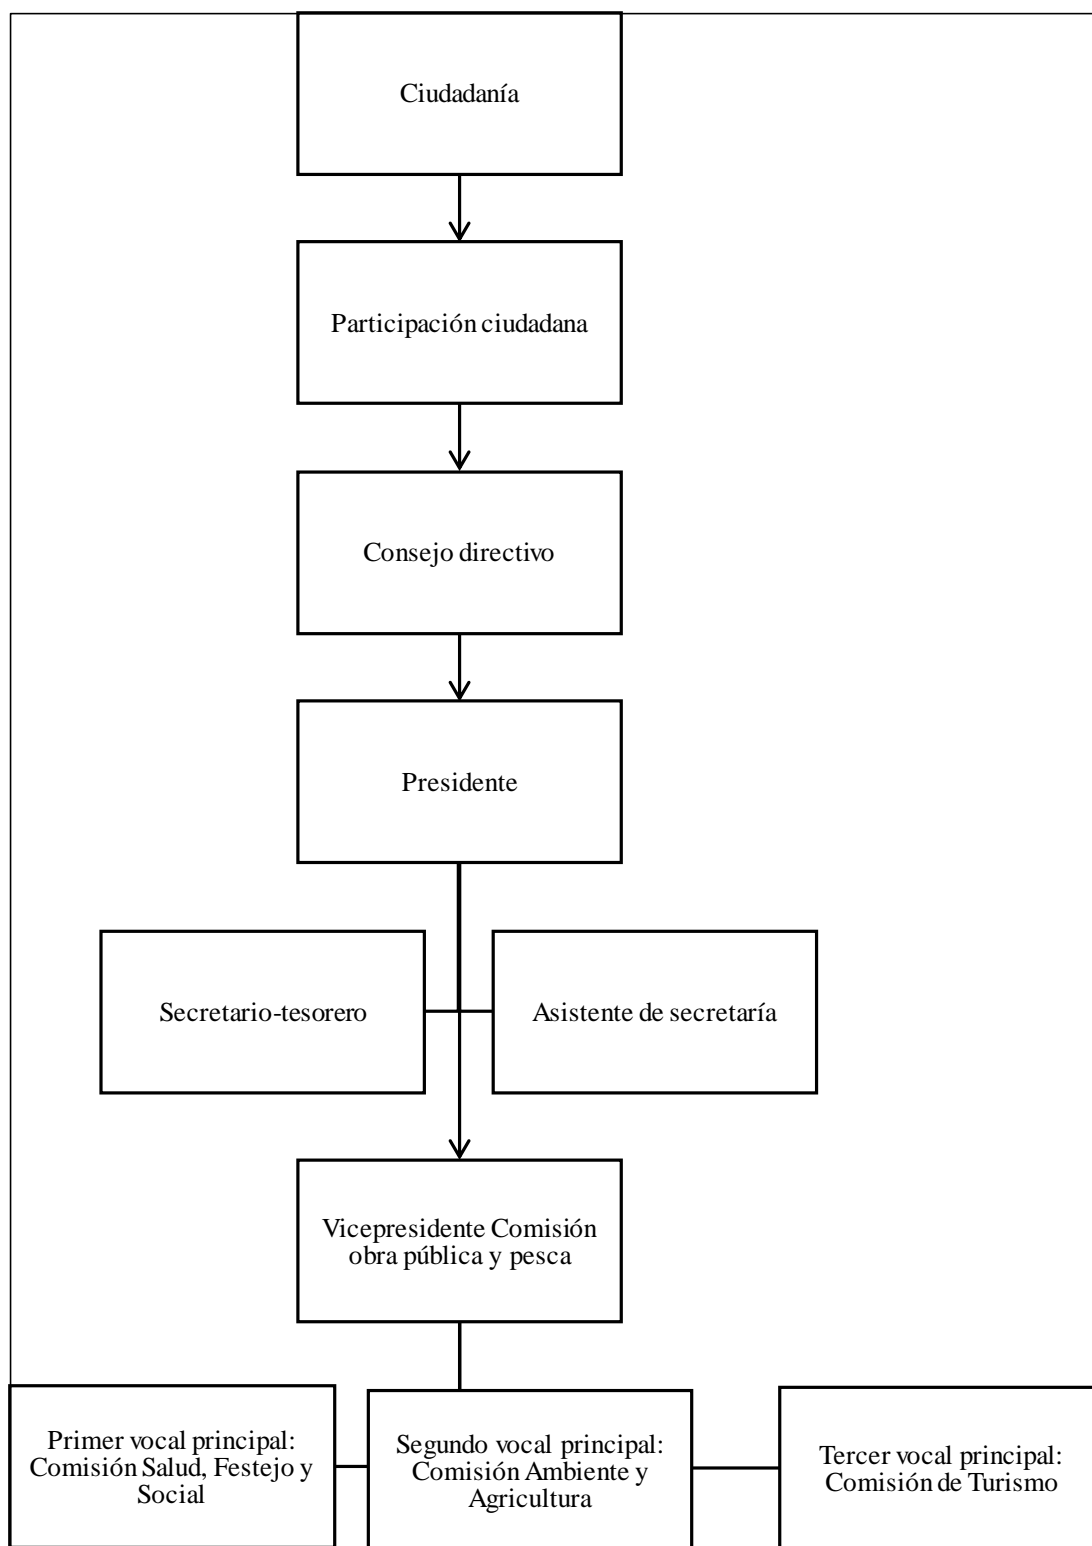 Ciudadanía
Participación ciudadana
Consejo directivo
Presidente
Secretario-tesorero
Asistente de secretaría
Vicepresidente Comisión
obra pública y pesca
Primer vocal principal:
Comisión Salud, Festejo y
Social
Segundo vocal principal:
Comisión Ambiente y
Agricultura
Tercer vocal principal:
Comisión de Turismo